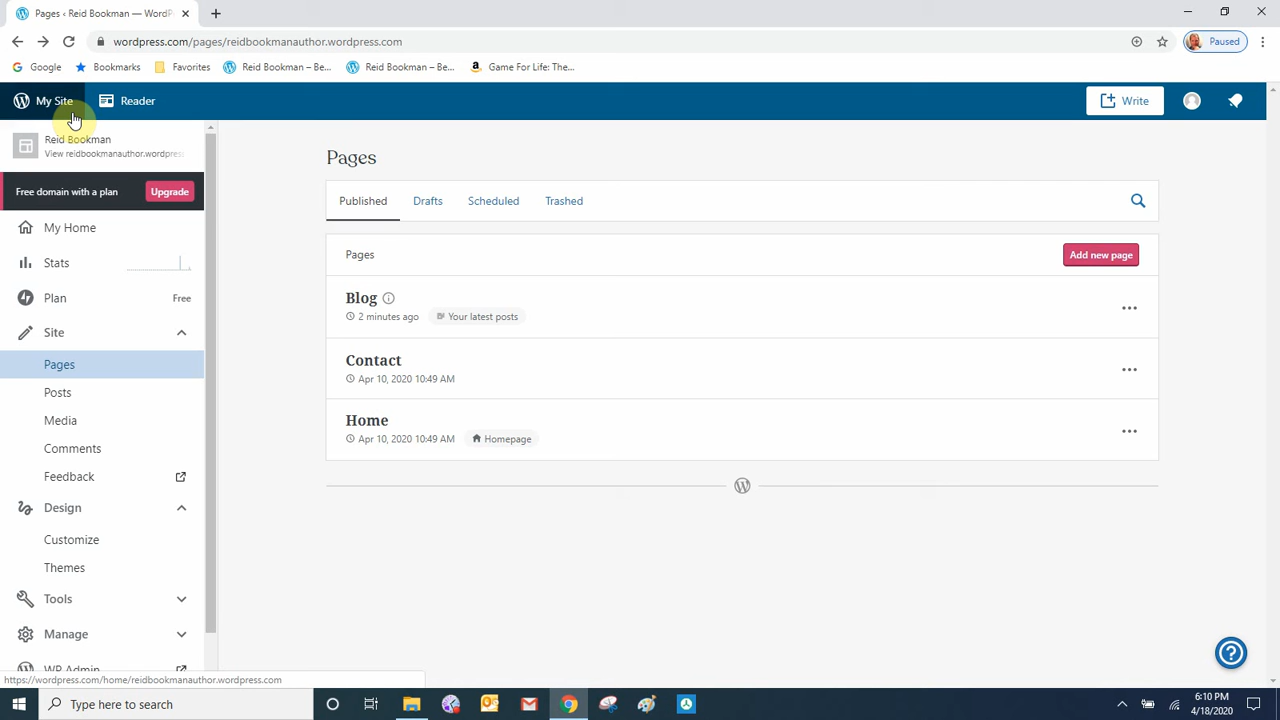 Pages ‹ Reid Bookman — WordP
wordpress.com/pages/reidbookmanauthor.wordpress.com
Paused
Google
Bookmarks
Favorites
Reid Bookman – Be...
Reid Bookman – Be...
Game For Life: The...
My Site
Reader
Write
Reid Bookman
View reidbookmanauthor.wordpress
Free domain with a plan
Upgrade
My Home
Stats
Plan
Free
Site
Pages
Posts
Media
Comments
Feedback
Design
Customize
Themes
Tools
Manage
WP Admin
Pages
Published
Drafts
Scheduled
Trashed
Pages
Add new page
Blog
2 minutes ago
Your latest posts
Contact
Apr 10, 2020 10:49 AM
Home
Apr 10, 2020 10:49 AM
Homepage
https://wordpress.com/home/reidbookmanauthor.wordpress.com
Type here to search
6:10 PM
4/18/2020